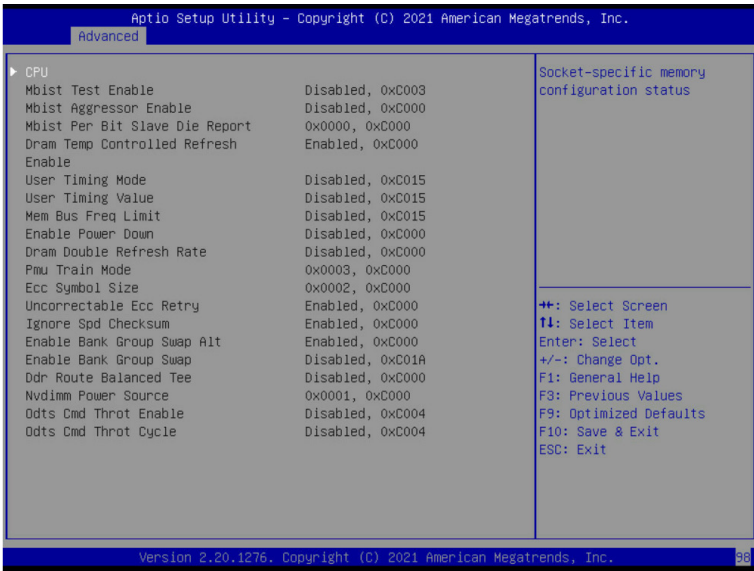 Aptio Setup Utility – Copyright (C) 2021 American Megatrends, Inc.
Advanced
CPU
Mbist Test Enable Disabled, 0xC003
Mbist Aggressor Enable Disabled, 0xC000
Mbist Per Bit Slave Die Report 0x0000, 0xC000
Dram Temp Controlled Refresh Enabled, 0xC000
Enable
User Timing Mode Disabled, 0xC015
User Timing Value Disabled, 0xC015
Mem Bus Freq Limit Disabled, 0xC015
Enable Power Down Disabled, 0xC000
Dram Double Refresh Rate Disabled, 0xC000
Pmu Train Mode 0x0003, 0xC000
Ecc Symbol Size 0x0002, 0xC000
Uncorrectable Ecc Retry Enabled, 0xC000
Ignore Spd Checksum Enabled, 0xC000
Enable Bank Group Swap Alt Enabled, 0xC000
Enable Bank Group Swap Disabled, 0xC01A
Ddr Route Balanced Tee Disabled, 0xC000
Nvdimm Power Source 0x0001, 0xC000
Odts Cmd Throt Enable Disabled, 0xC004
Odts Cmd Throt Cycle Disabled, 0xC004
Socket-specific memory
configuration status
→←: Select Screen
↑↓: Select Item
Enter: Select
+/-: Change Opt.
F1: General Help
F3: Previous Values
F9: Optimized Defaults
F10: Save & Exit
ESC: Exit
Version 2.20.1276. Copyright (C) 2021 American Megatrends, Inc.
98